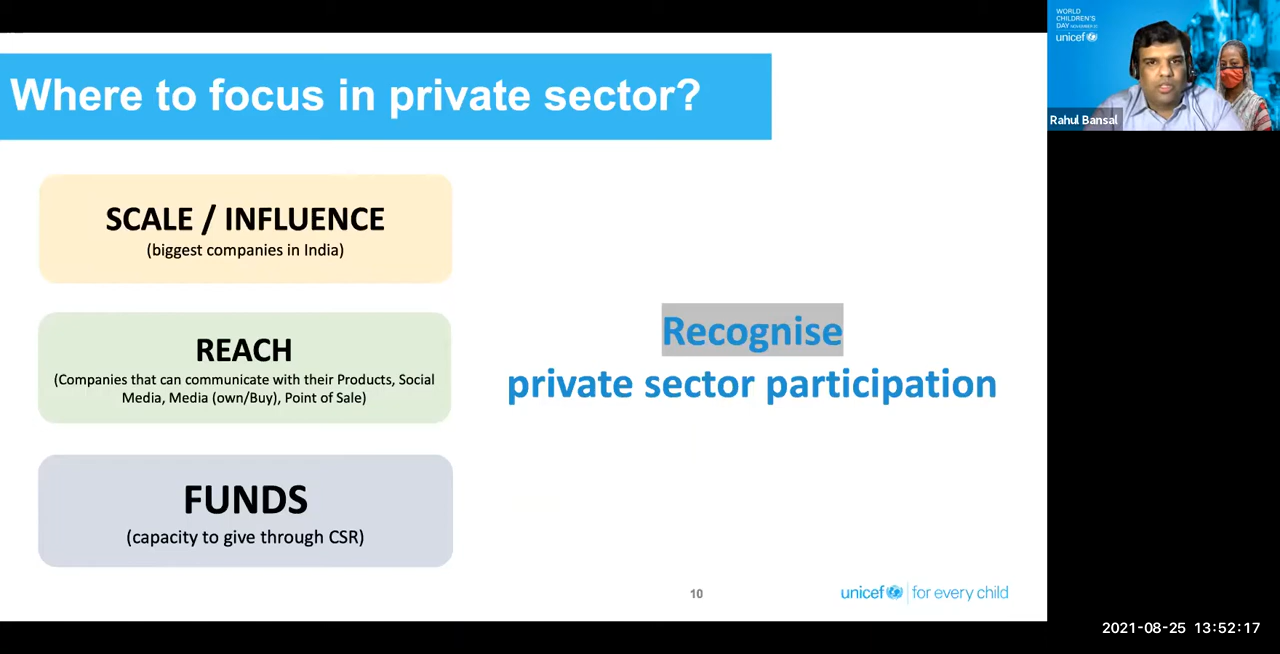 Where to focus in private sector?
SCALE / INFLUENCE
(biggest companies in India)
REACH
(Companies that can communicate with their Products, Social
Media, Media (own/Buy), Point of Sale)
FUNDS
(capacity to give through CSR)
Recognise
private sector participation
10
unicef for every child
WORLD
CHILDREN'S
DAY NOVEMBER 20
unicef
Rahul Bansal
2021-08-25 13:52:17